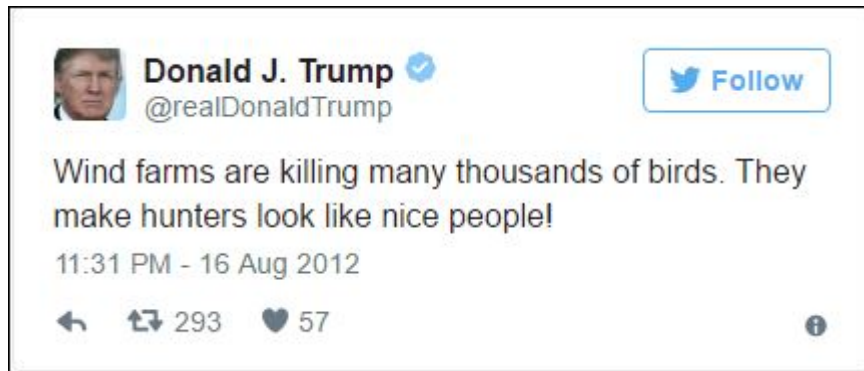 Donald J. Trump
@realDonaldTrump
Follow
Wind farms are killing many thousands of birds. They
make hunters look like nice people!
11:31 PM - 16 Aug 2012
293 57